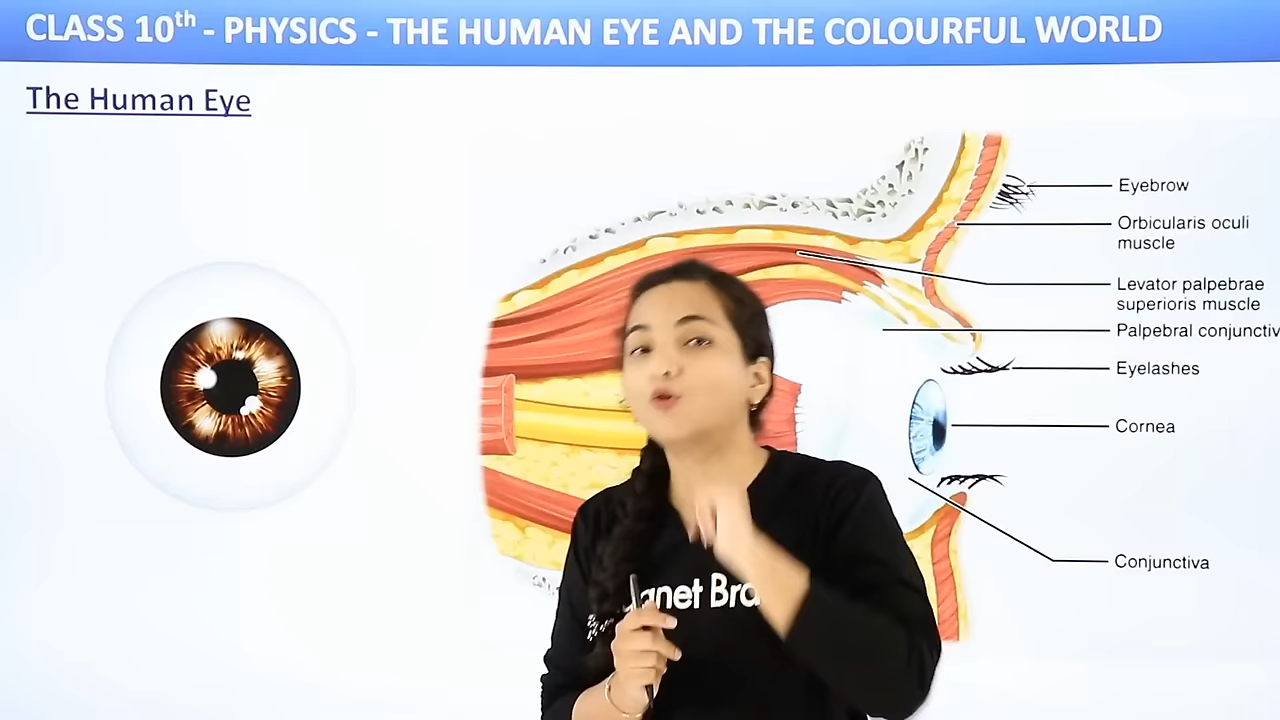 CLASS 10th - PHYSICS - THE HUMAN EYE AND THE COLOURFUL WORLD
The Human Eye
Eyebrow
Orbicularis oculi
muscle
Levator palpebrae
superioris muscle
Palpebral conjunctiv
Eyelashes
Cornea
Conjunctiva
anet Bra